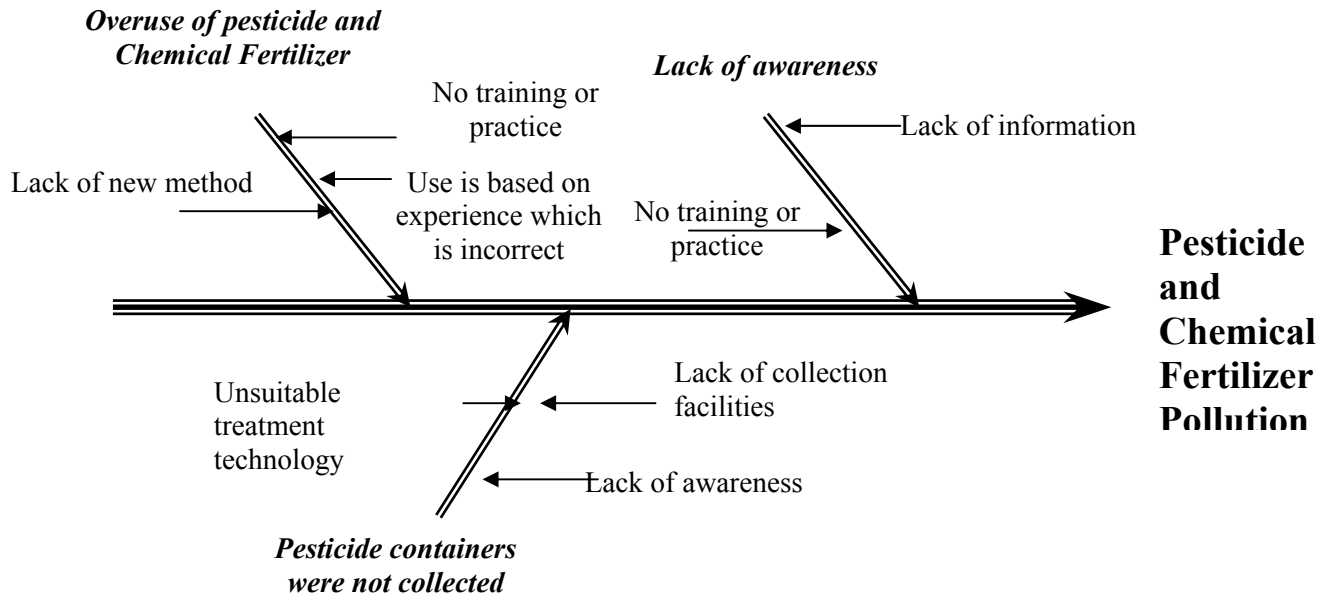 Overuse of pesticide and
Chemical Fertilizer
No training or
practice
Lack of new method
Use is based on
experience which
is incorrect
Lack of awareness
Lack of information
No training or
practice
Pesticide
and
Chemical
Fertilizer
Pollution
Unsuitable
treatment
technology
Lack of collection
facilities
Lack of awareness
Pesticide containers
were not collected